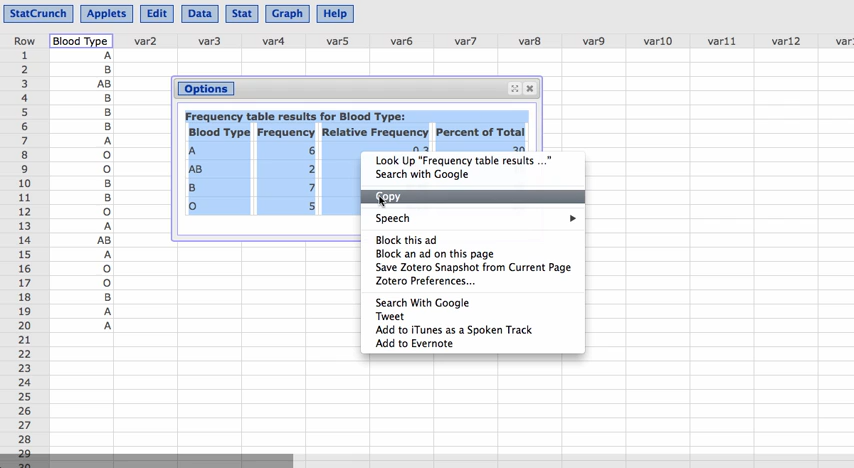 StatCrunch Applets Edit Data Stat Graph Help
Row Blood Type var2 var3 var4 var5 var6 var7 var8 var9 var10 var11 var12
1 A
2 B
3 AB
4 B
5 B
6 B
7 A
8 O
9 O
10 B
11 B
12 O
13 A
14 AB
15 A
16 O
17 O
18 B
19 A
20 A
21
22
23
24
25
26
27
28
29
30
Options
Frequency table results for Blood Type:
Blood Type Frequency Relative Frequency Percent of Total
A 6 0.3 30
AB 2
B 7
O 5
Look Up "Frequency table results ..."
Search with Google
Copy
Speech
Block this ad
Block an ad on this page
Save Zotero Snapshot from Current Page
Zotero Preferences...
Search With Google
Tweet
Add to iTunes as a Spoken Track
Add to Evernote